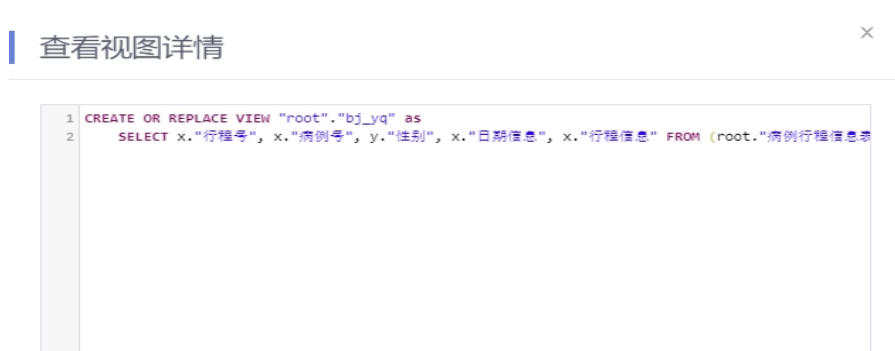 查看视图详情
×
1 CREATE OR REPLACE VIEW "root"."bj_yq" as
2 SELECT x."行程号", x."病例号", y."性别", x."日期信息", x."行程信息" FROM (root."病例行程信息表